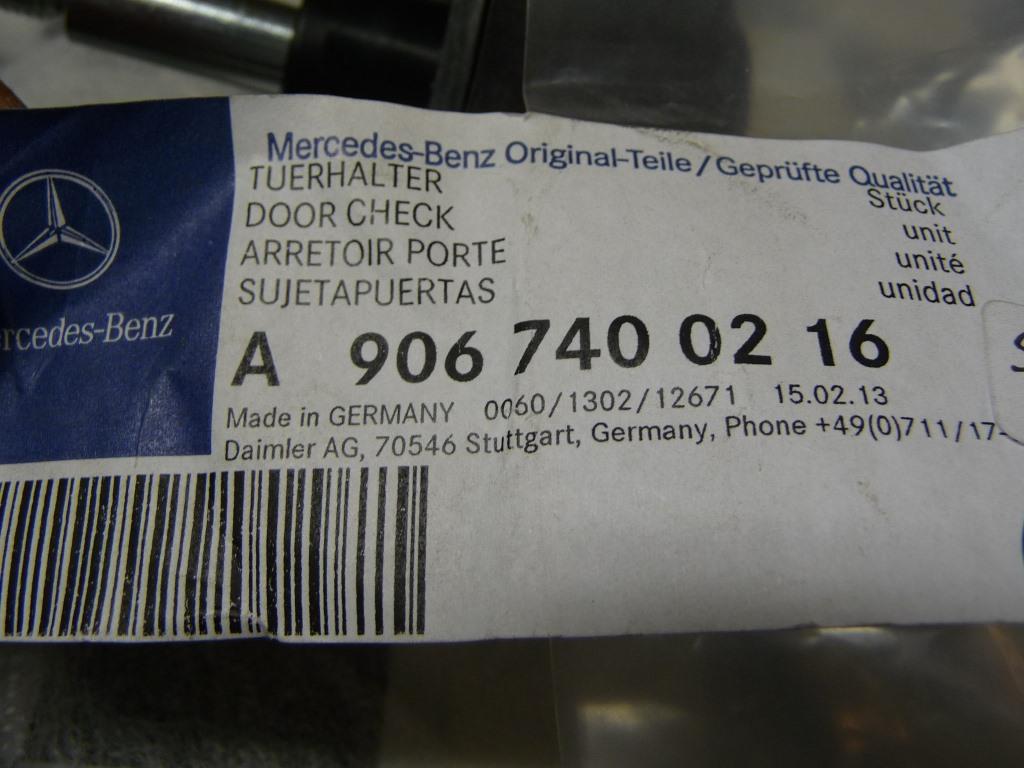 Mercedes-Benz Original-Teile/Geprüfte Qualität
TUERHALTER Stück
DOOR CHECK unit
ARRETOIR PORTE unité
SUJETAPUERTAS unidad
rcedes-Benz
A 906 740 02 16
Made in GERMANY 0060/1302/12671 15.02.13
Daimler AG, 70546 Stuttgart, Germany, Phone +49(0)711/17-